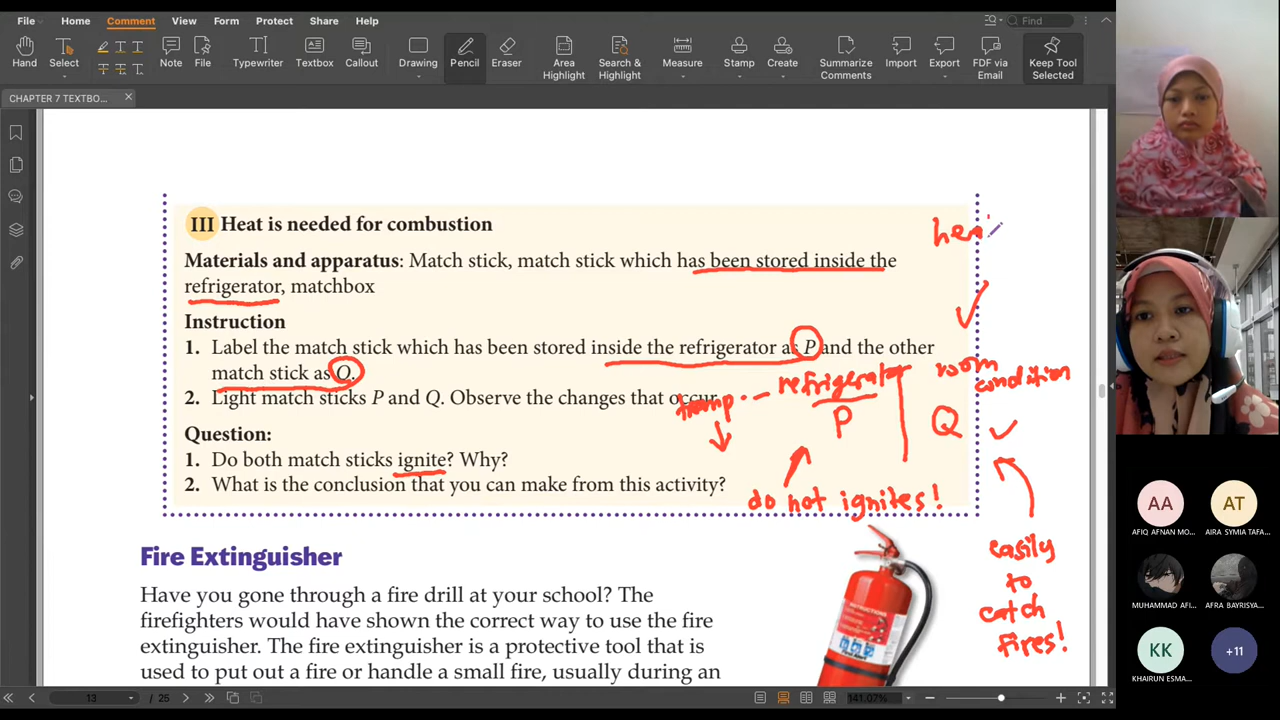 File Home Comment View Form Protect Share Help Find
Hand Select Note File Typewriter Textbox Callout Drawing Pencil Eraser Area Highlight Search & Highlight Measure Stamp Create Summarize Comments Import Export FDF via Email Keep Tool Selected
CHAPTER 7 TEXTBO...
III Heat is needed for combustion
Materials and apparatus: Match stick, match stick which has been stored inside the
refrigerator, matchbox
Instruction
1. Label the match stick which has been stored inside the refrigerator as P and the other
match stick as Q.
2. Light match sticks P and Q. Observe the changes that occur.
Question:
1. Do both match sticks ignite? Why?
2. What is the conclusion that you can make from this activity?
room
condition
refrigerator
P
Q
do not ignites!
easily
to
catch
fires!
Fire Extinguisher
Have you gone through a fire drill at your school? The
firefighters would have shown the correct way to use the fire
extinguisher. The fire extinguisher is a protective tool that is
used to put out a fire or handle a small fire, usually during an
INSTRUCTIONS
13 / 25
141.07%
AA
AFIQ AFNAN MO...
AT
AIRA SYMIA TAFA...
MUHAMMAD AFI...
AFRA BAYRISYA...
KK
KHAIRUN ESMA...
+11